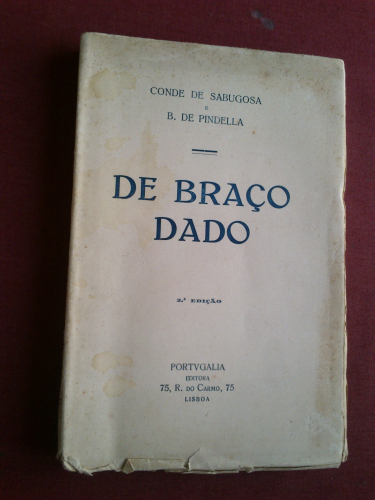 CONDE DE SABUGOSA
E
B. DE PINDELLA
DE BRAÇO
DADO
2.ª EDIÇÃO
PORTVGALIA
EDITORA
75, R. DO CARMO, 75
LISBOA